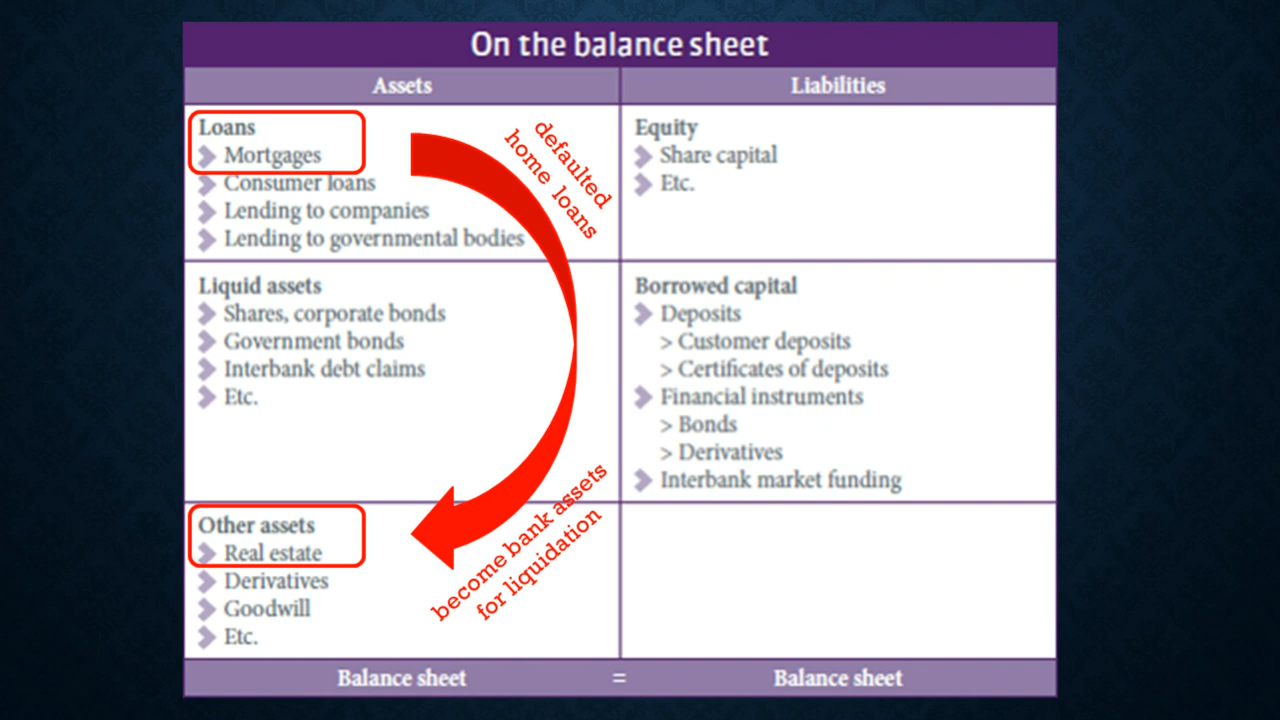 On the balance sheet
Assets
Liabilities
Loans
Mortgages
Consumer loans
Lending to companies
Lending to governmental bodies
defaulted
home loans
Equity
Share capital
Etc.
Liquid assets
Shares, corporate bonds
Government bonds
Interbank debt claims
Etc.
Borrowed capital
Deposits
> Customer deposits
> Certificates of deposits
Financial instruments
> Bonds
> Derivatives
Interbank market funding
Other assets
Real estate
Derivatives
Goodwill
Etc.
become bank assets
for liquidation
Balance sheet = Balance sheet